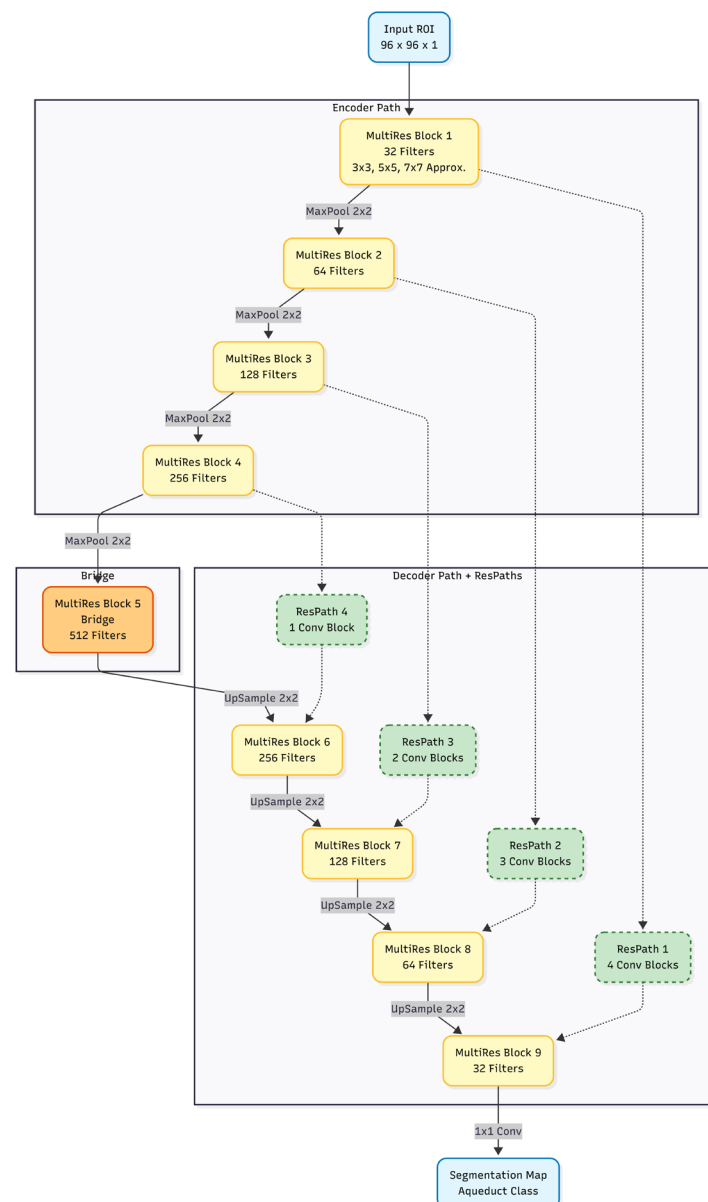 Input ROI
96 x 96 x 1
Encoder Path
MultiRes Block 1
32 Filters
3x3, 5x5, 7x7 Approx.
MaxPool 2x2
MultiRes Block 2
64 Filters
MaxPool 2x2
MultiRes Block 3
128 Filters
MaxPool 2x2
MultiRes Block 4
256 Filters
MaxPool 2x2
Bridge
MultiRes Block 5
Bridge
512 Filters
Decoder Path + ResPaths
ResPath 4
1 Conv Block
UpSample 2x2
MultiRes Block 6
256 Filters
ResPath 3
2 Conv Blocks
UpSample 2x2
MultiRes Block 7
128 Filters
ResPath 2
3 Conv Blocks
UpSample 2x2
MultiRes Block 8
64 Filters
ResPath 1
4 Conv Blocks
UpSample 2x2
MultiRes Block 9
32 Filters
1x1 Conv
Segmentation Map
Aqueduct Class